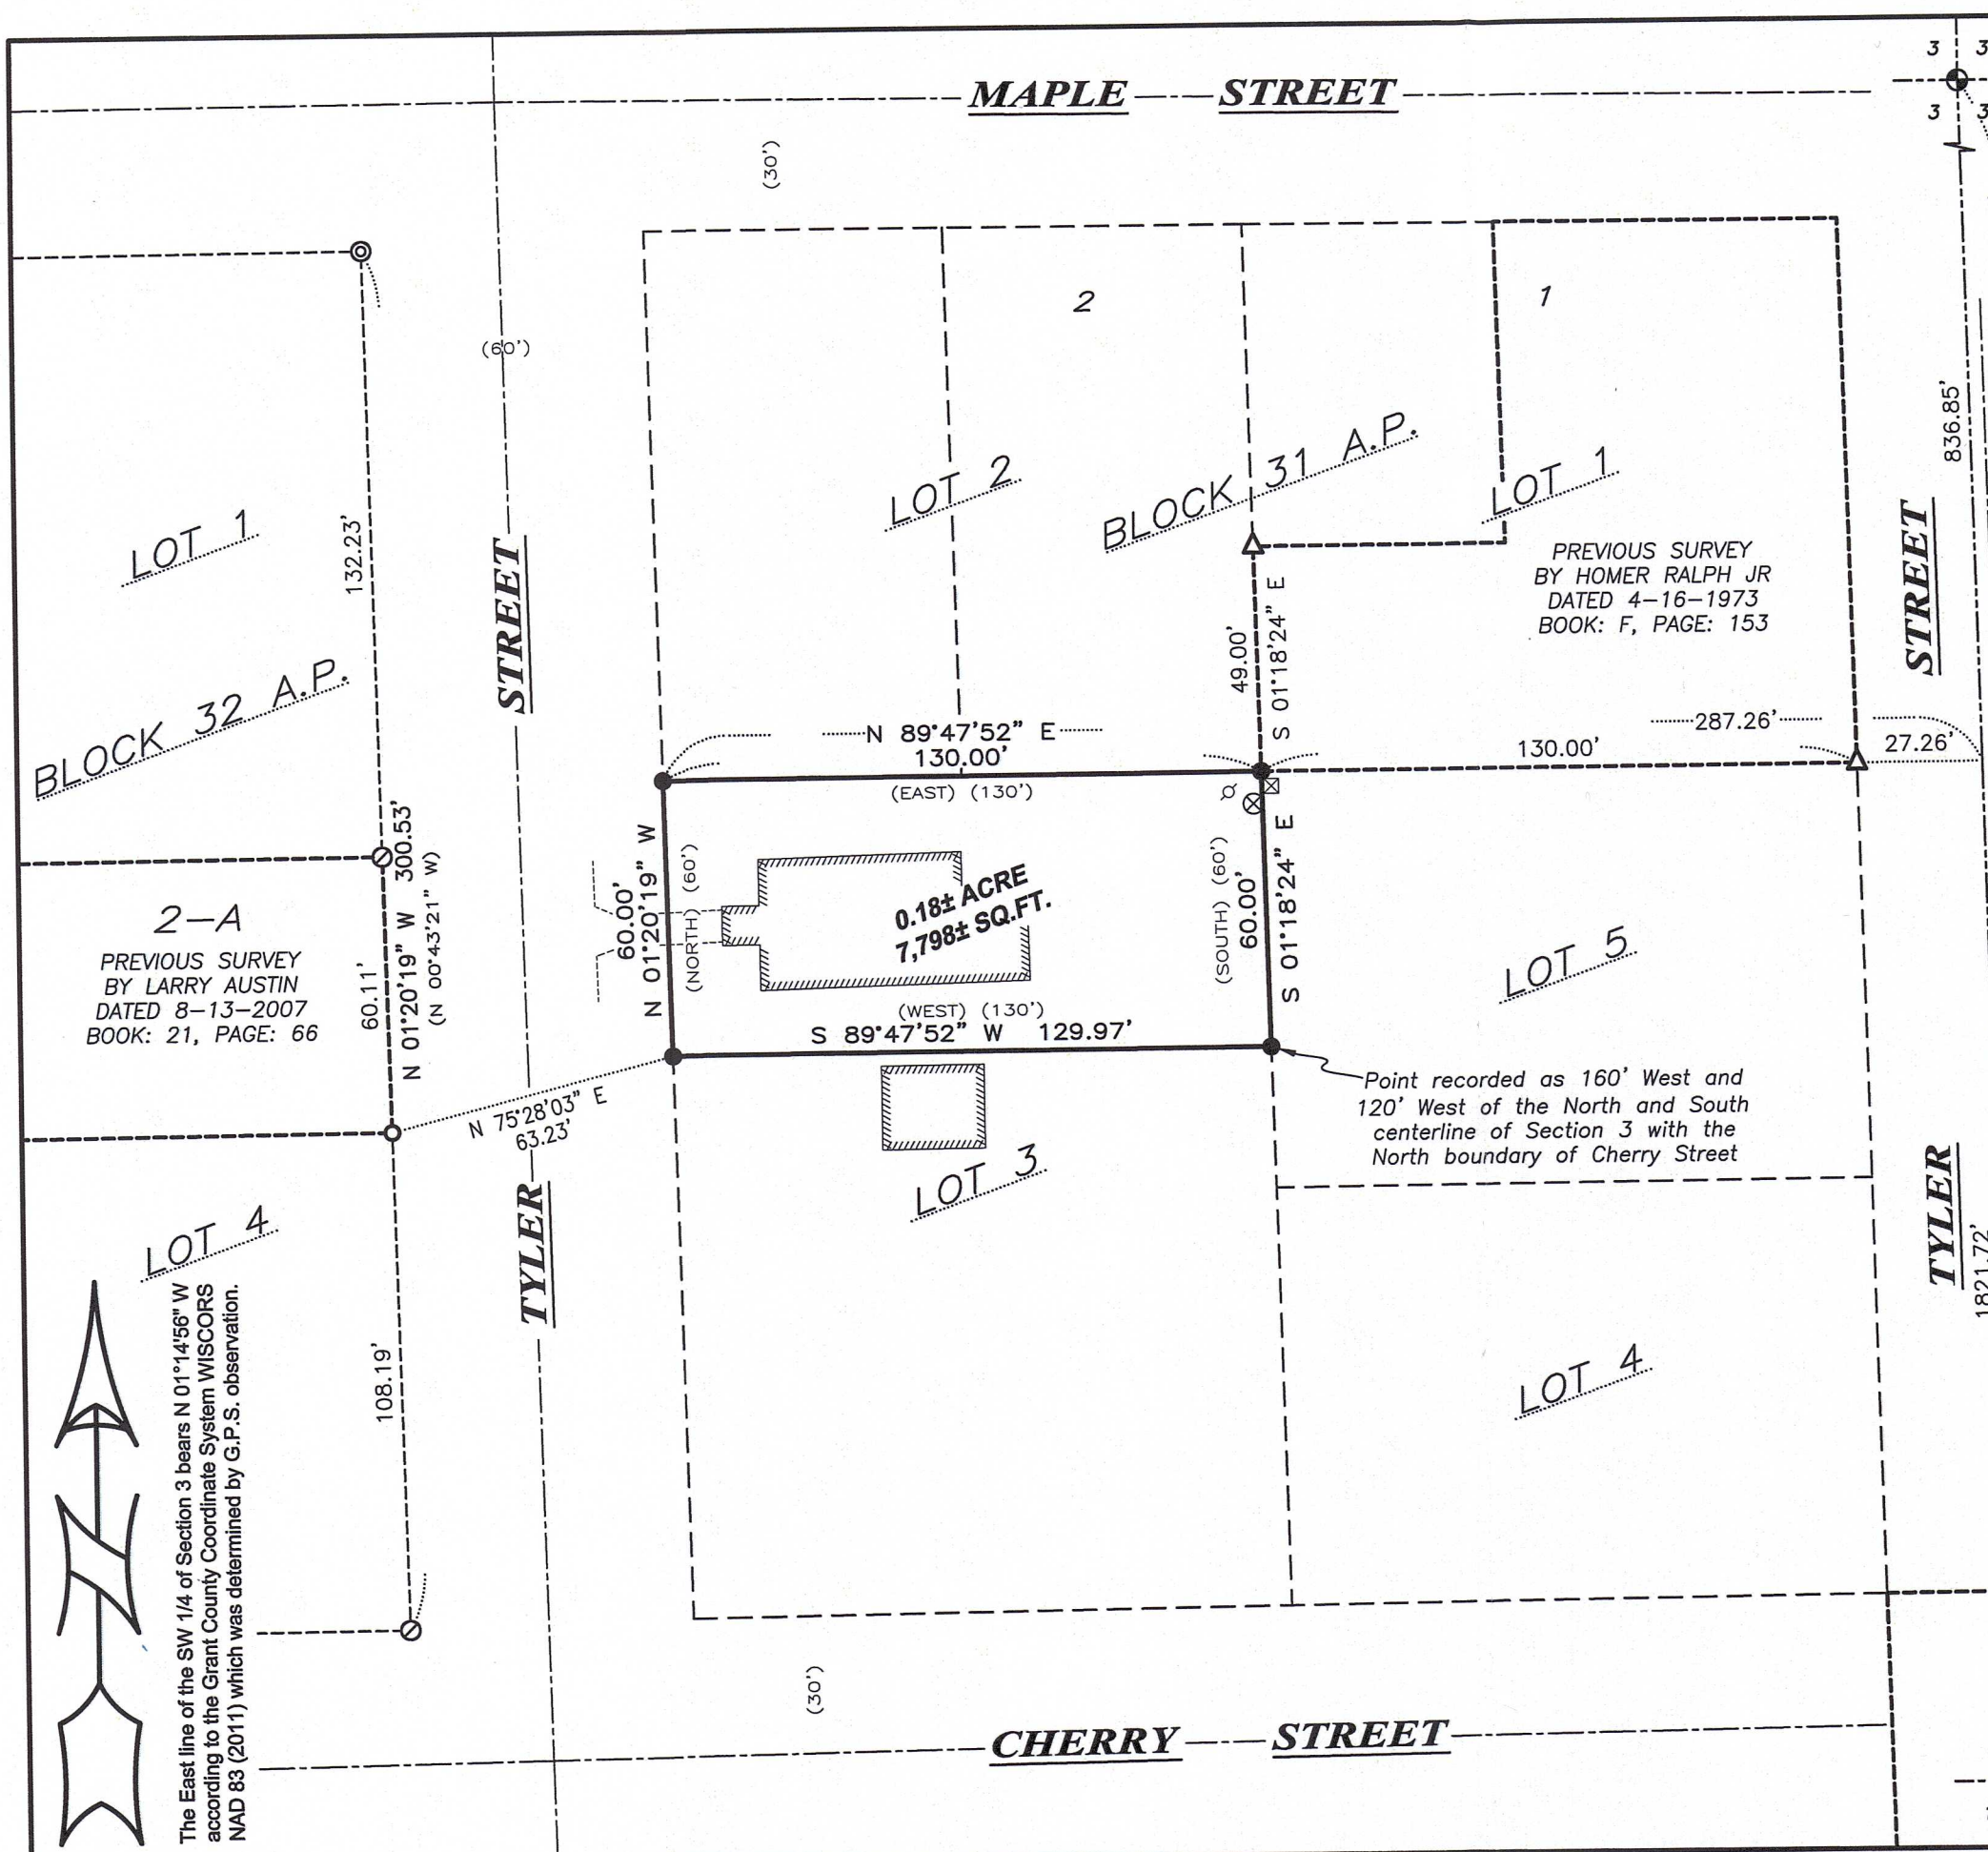 MAPLE STREET
3 3
3 3
(30')
(60')
2
1
LOT 1
BLOCK 32 A.P.
132.23'
STREET
LOT 2
BLOCK 31 A.P.
LOT 1
PREVIOUS SURVEY
BY HOMER RALPH JR
DATED 4-16-1973
BOOK: F, PAGE: 153
836.85'
STREET
49.00'
S 01°18'24" E
N 89°47'52" E
130.00'
(EAST) (130')
287.26'
130.00'
27.26'
N 01°20'19" W 300.53'
(N 00°43'21" W)
60.11'
2-A
PREVIOUS SURVEY
BY LARRY AUSTIN
DATED 8-13-2007
BOOK: 21, PAGE: 66
60.00'
N 01°20'19" W
(NORTH) (60')
0.18± ACRE
7,798± SQ.FT.
(SOUTH) (60')
60.00'
S 01°18'24" E
LOT 5
(WEST) (130')
S 89°47'52" W 129.97'
N 75°28'03" E
63.23'
Point recorded as 160' West and
120' West of the North and South
centerline of Section 3 with the
North boundary of Cherry Street
LOT 3
TYLER
TYLER
1821.72'
LOT 4
LOT 4
108.19'
N
The East line of the SW 1/4 of Section 3 bears N 01°14'56" W
according to the Grant County Coordinate System WISCORS
NAD 83 (2011) which was determined by G.P.S. observation.
(30')
CHERRY STREET